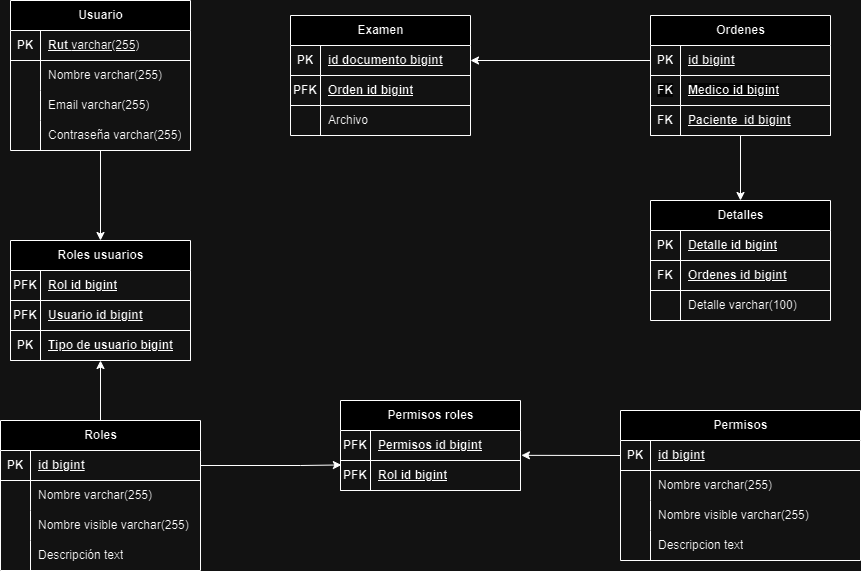 Usuario
PK Rut varchar(255)
Nombre varchar(255)
Email varchar(255)
Contraseña varchar(255)
Examen
PK id documento bigint
PFK Orden id bigint
Archivo
Ordenes
PK id bigint
FK Medico id bigint
FK Paciente id bigint
Detalles
PK Detalle id bigint
FK Ordenes id bigint
Detalle varchar(100)
Roles usuarios
PFK Rol id bigint
PFK Usuario id bigint
PK Tipo de usuario bigint
Roles
PK id bigint
Nombre varchar(255)
Nombre visible varchar(255)
Descripción text
Permisos roles
PFK Permisos id bigint
PFK Rol id bigint
Permisos
PK id bigint
Nombre varchar(255)
Nombre visible varchar(255)
Descripcion text